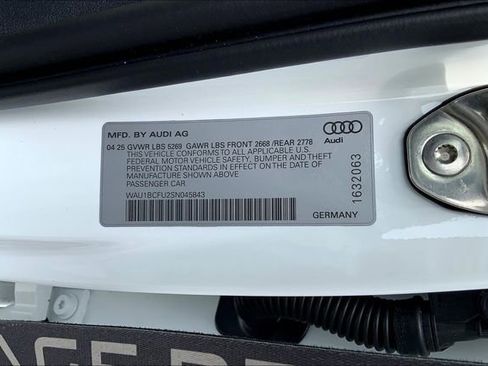 MFD. BY AUDI AG
04 25 GVWR LBS 5269 GAWR LBS FRONT 2668 /REAR 2778
THIS VEHICLE CONFORMS TO ALL APPLICABLE U.S.
FEDERAL MOTOR VEHICLE SAFETY, BUMPER AND THEFT
PREVENTION STANDARDS IN EFFECT ON THE DATE OF
MANUFACTURE SHOWN ABOVE
PASSENGER CAR
WAU1BCFU2SN045843
Audi
1632063
GERMANY